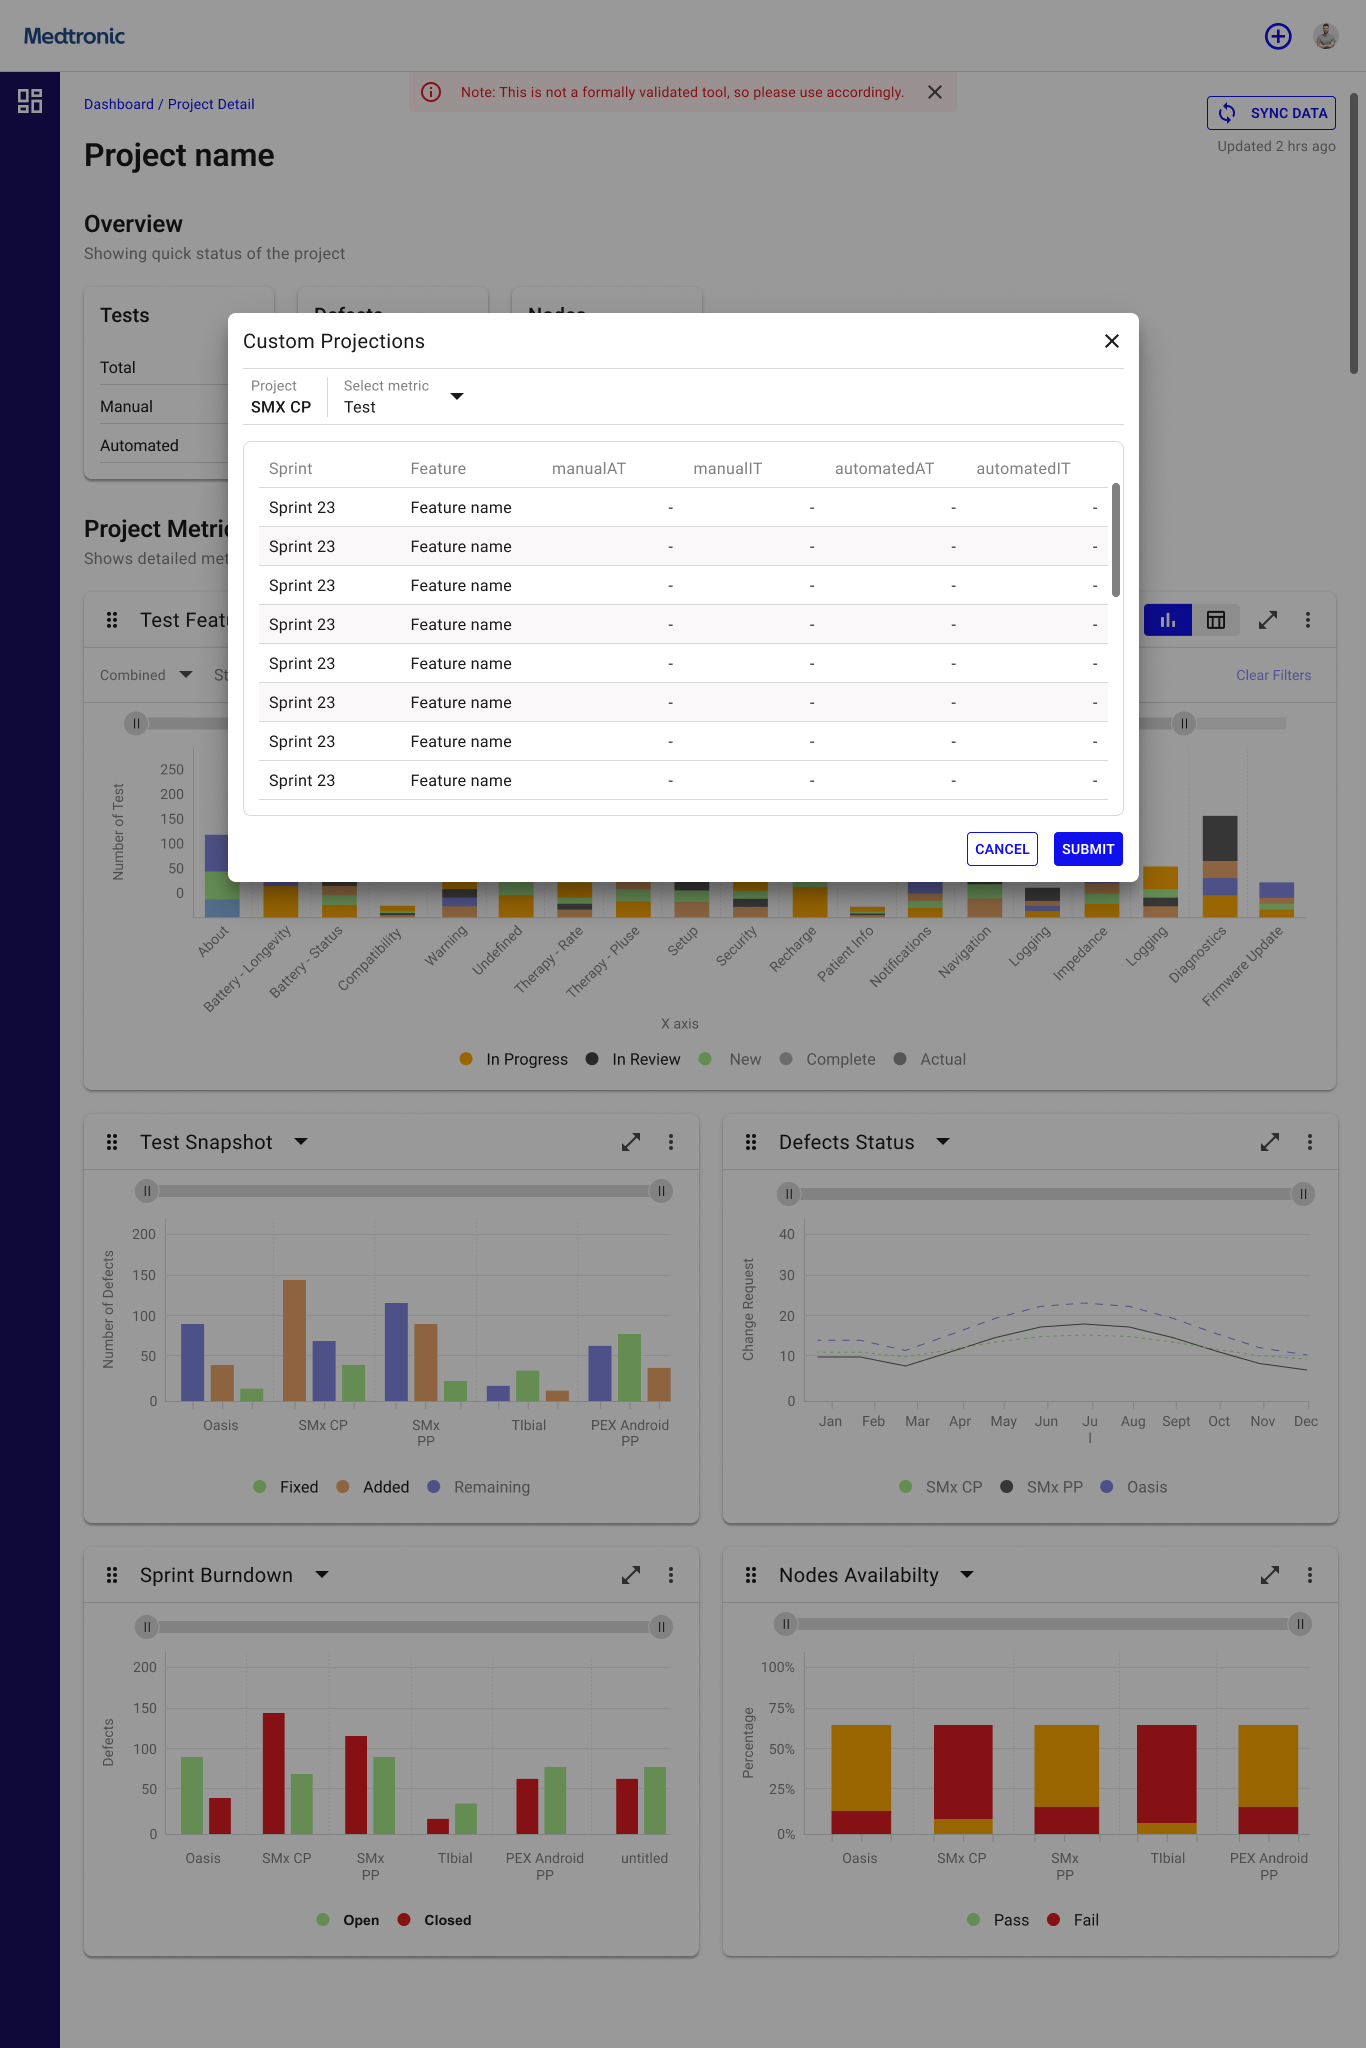 Medtronic
Dashboard / Project Detail
Note: This is not a formally validated tool, so please use accordingly.
SYNC DATA
Updated 2 hrs ago
Project name
Overview
Showing quick status of the project
Tests
Total
Manual
Automated
Custom Projections
Project
SMX CP
Select metric
Test
Sprint Feature manualAT manualIT automatedAT automatedIT
Sprint 23 Feature name - - - -
Sprint 23 Feature name - - - -
Sprint 23 Feature name - - - -
Sprint 23 Feature name - - - -
Sprint 23 Feature name - - - -
Sprint 23 Feature name - - - -
Sprint 23 Feature name - - - -
Sprint 23 Feature name - - - -
CANCEL SUBMIT
Project Metric
Shows detailed met
Test Featu
Combined St
Clear Filters
Number of Test
250
200
150
100
50
0
About
Battery - Longevity
Battery - Status
Compatibility
Warning
Undefined
Therapy - Rate
Therapy - Pluse
Setup
Security
Recharge
Patient Info
Notifications
Navigation
Logging
Impedance
Logging
Diagnostics
Firmware Update
X axis
In Progress In Review New Complete Actual
Test Snapshot
Number of Defects
200
150
100
50
0
Oasis
SMx CP
SMx
PP
TIbial
PEX Android
PP
Fixed Added Remaining
Defects Status
Change Request
40
30
20
10
0
Jan
Feb
Mar
Apr
May
Jun
Ju
l
Aug
Sept
Oct
Nov
Dec
SMx CP SMx PP Oasis
Sprint Burndown
Defects
200
150
100
50
0
Oasis
SMx CP
SMx
PP
TIbial
PEX Android
PP
untitled
Open Closed
Nodes Availabilty
Percentage
100%
75%
50%
25%
0%
Oasis
SMx CP
SMx
PP
TIbial
PEX Android
PP
Pass Fail